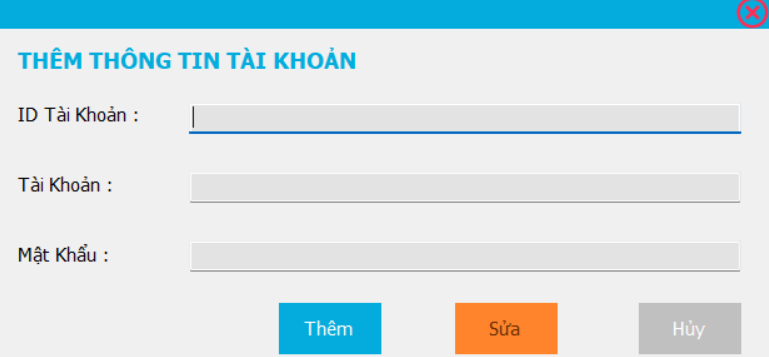 THÊM THÔNG TIN TÀI KHOẢN
ID Tài Khoản :
Tài Khoản :
Mật Khẩu :
Thêm Sửa Hủy